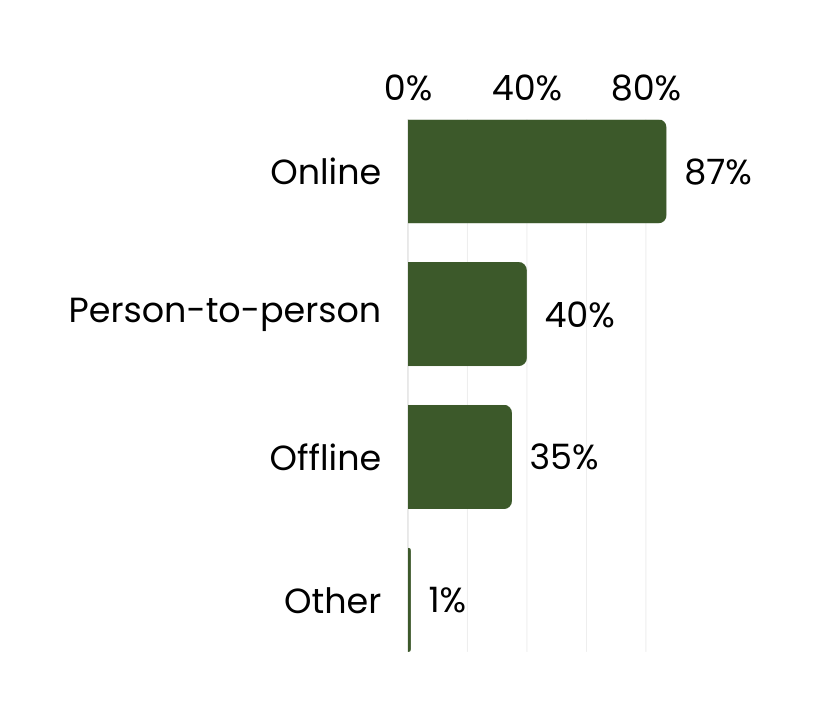 0% 40% 80%
Online 87%
Person-to-person 40%
Offline 35%
Other 1%